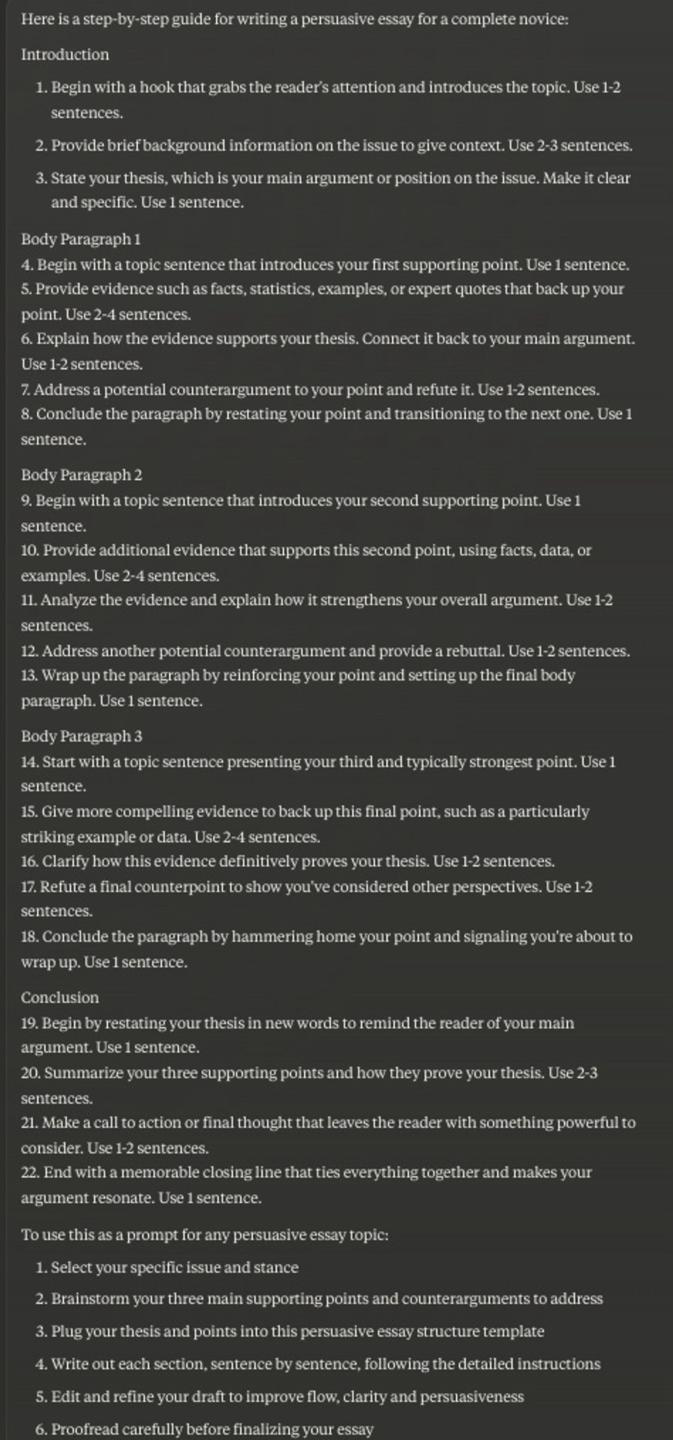 Here is a step-by-step guide for writing a persuasive essay for a complete novice:
Introduction
1. Begin with a hook that grabs the reader's attention and introduces the topic. Use 1-2
sentences.
2. Provide brief background information on the issue to give context. Use 2-3 sentences.
3. State your thesis, which is your main argument or position on the issue. Make it clear
and specific. Use 1 sentence.
Body Paragraph 1
4. Begin with a topic sentence that introduces your first supporting point. Use 1 sentence.
5. Provide evidence such as facts, statistics, examples, or expert quotes that back up your
point. Use 2-4 sentences.
6. Explain how the evidence supports your thesis. Connect it back to your main argument.
Use 1-2 sentences.
7. Address a potential counterargument to your point and refute it. Use 1-2 sentences.
8. Conclude the paragraph by restating your point and transitioning to the next one. Use 1
sentence.
Body Paragraph 2
9. Begin with a topic sentence that introduces your second supporting point. Use 1
sentence.
10. Provide additional evidence that supports this second point, using facts, data, or
examples. Use 2-4 sentences.
11. Analyze the evidence and explain how it strengthens your overall argument. Use 1-2
sentences.
12. Address another potential counterargument and provide a rebuttal. Use 1-2 sentences.
13. Wrap up the paragraph by reinforcing your point and setting up the final body
paragraph. Use 1 sentence.
Body Paragraph 3
14. Start with a topic sentence presenting your third and typically strongest point. Use 1
sentence.
15. Give more compelling evidence to back up this final point, such as a particularly
striking example or data. Use 2-4 sentences.
16. Clarify how this evidence definitively proves your thesis. Use 1-2 sentences.
17. Refute a final counterpoint to show you've considered other perspectives. Use 1-2
sentences.
18. Conclude the paragraph by hammering home your point and signaling you're about to
wrap up. Use 1 sentence.
Conclusion
19. Begin by restating your thesis in new words to remind the reader of your main
argument. Use 1 sentence.
20. Summarize your three supporting points and how they prove your thesis. Use 2-3
sentences.
21. Make a call to action or final thought that leaves the reader with something powerful to
consider. Use 1-2 sentences.
22. End with a memorable closing line that ties everything together and makes your
argument resonate. Use 1 sentence.
To use this as a prompt for any persuasive essay topic:
1. Select your specific issue and stance
2. Brainstorm your three main supporting points and counterarguments to address
3. Plug your thesis and points into this persuasive essay structure template
4. Write out each section, sentence by sentence, following the detailed instructions
5. Edit and refine your draft to improve flow, clarity and persuasiveness
6. Proofread carefully before finalizing your essay